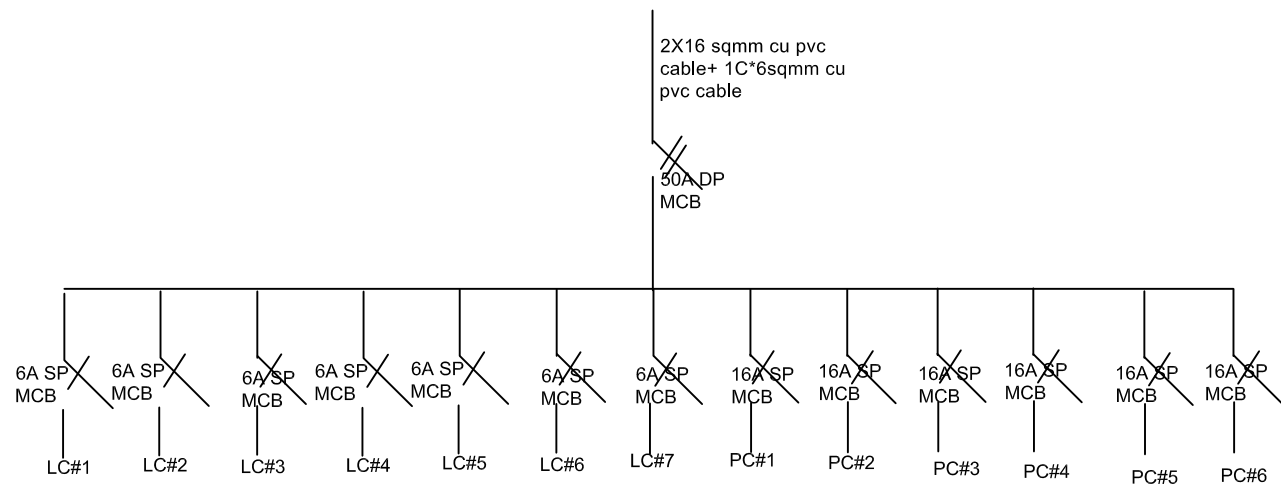 2X16 sqmm cu pvc
cable+ 1C*6sqmm cu
pvc cable
50A DP
MCB
6A SP
MCB
6A SP
MCB
6A SP
MCB
6A SP
MCB
6A SP
MCB
6A SP
MCB
6A SP
MCB
16A SP
MCB
16A SP
MCB
16A SP
MCB
16A SP
MCB
16A SP
MCB
16A SP
MCB
LC#1
LC#2
LC#3
LC#4
LC#5
LC#6
LC#7
PC#1
PC#2
PC#3
PC#4
PC#5
PC#6